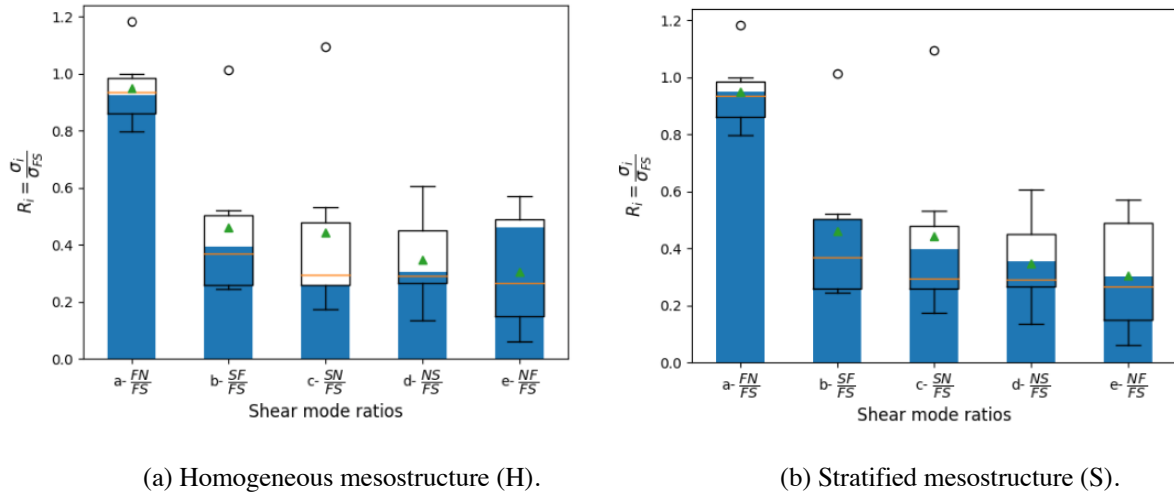 1.2
1.0
0.8
0.6
0.4
0.2
0.0
R_i = σ_i/σ_FS
a- FN/FS
b- SF/FS
c- SN/FS
d- NS/FS
e- NF/FS
Shear mode ratios
(a) Homogeneous mesostructure (H).
1.2
1.0
0.8
0.6
0.4
0.2
0.0
R_i = σ_i/σ_FS
a- FN/FS
b- SF/FS
c- SN/FS
d- NS/FS
e- NF/FS
Shear mode ratios
(b) Stratified mesostructure (S).